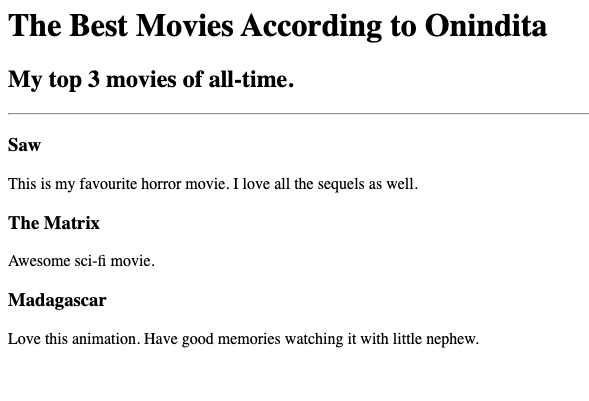 The Best Movies According to Onindita
My top 3 movies of all-time.
Saw
This is my favourite horror movie. I love all the sequels as well.
The Matrix
Awesome sci-fi movie.
Madagascar
Love this animation. Have good memories watching it with little nephew.